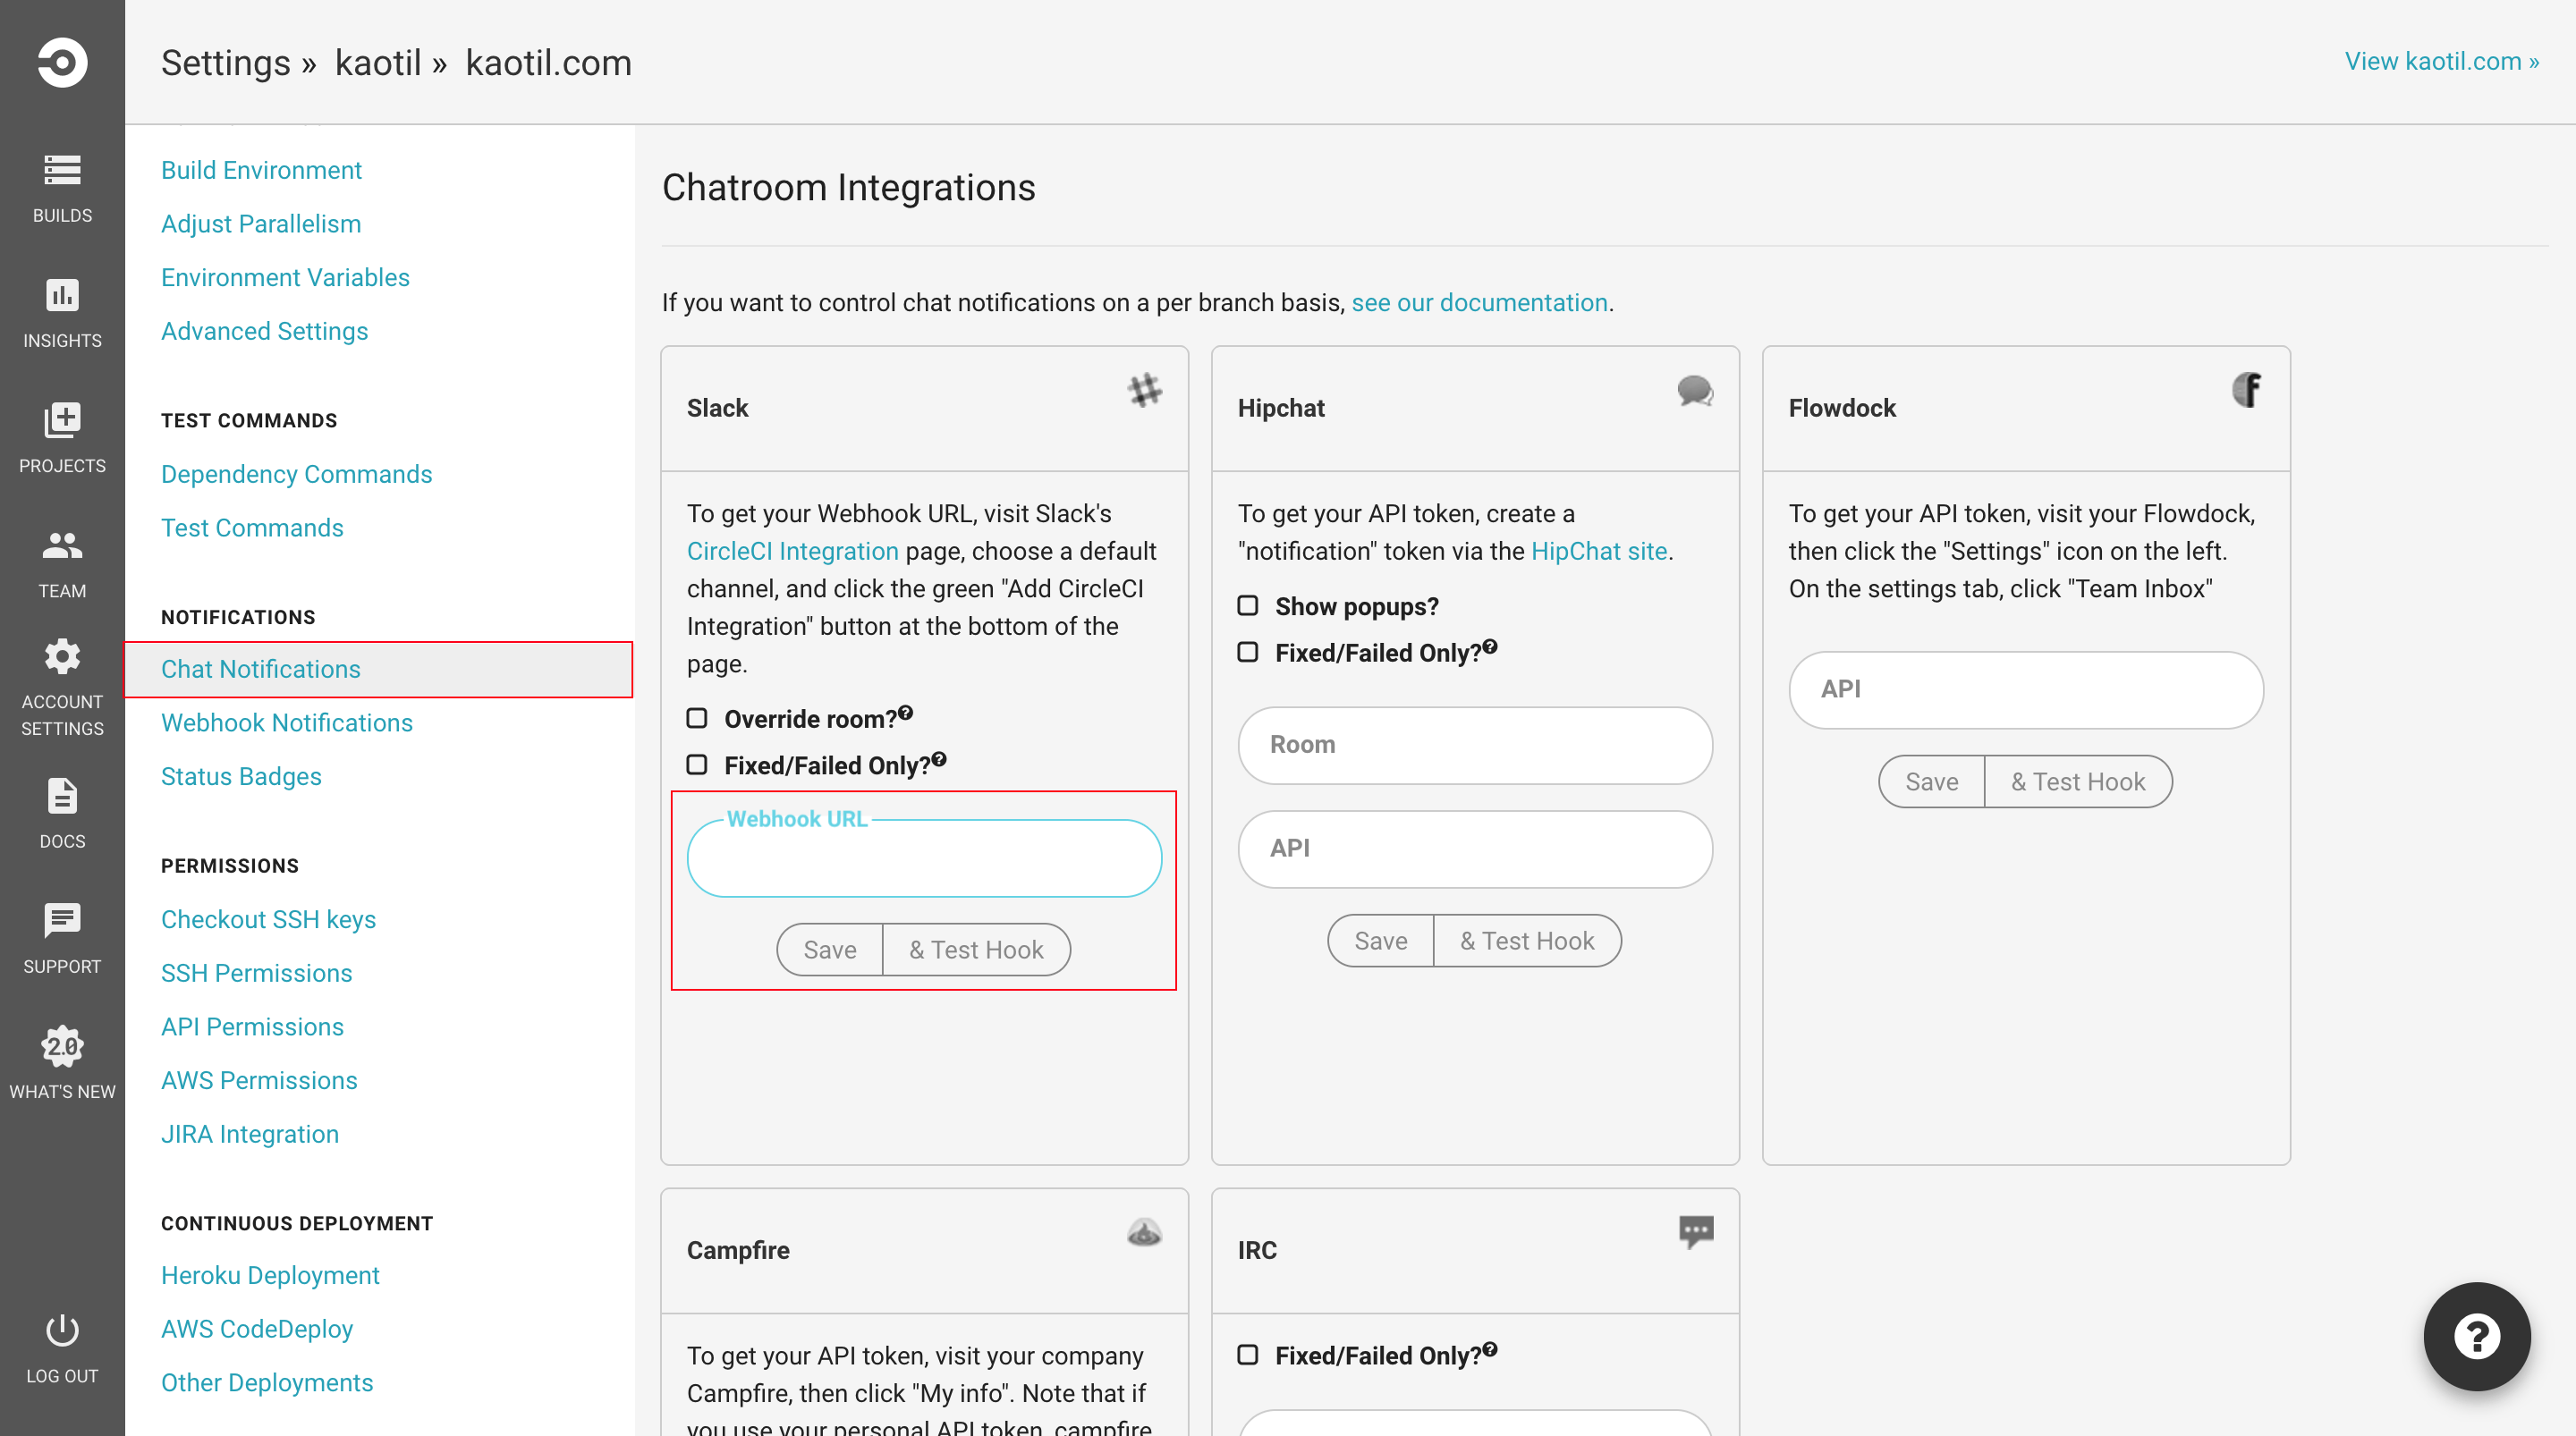 Settings » kaotil » kaotil.com
View kaotil.com »
BUILDS
INSIGHTS
PROJECTS
TEAM
ACCOUNT
SETTINGS
DOCS
SUPPORT
2.0
WHAT'S NEW
LOG OUT
Build Environment
Adjust Parallelism
Environment Variables
Advanced Settings
TEST COMMANDS
Dependency Commands
Test Commands
NOTIFICATIONS
Chat Notifications
Webhook Notifications
Status Badges
PERMISSIONS
Checkout SSH keys
SSH Permissions
API Permissions
AWS Permissions
JIRA Integration
CONTINUOUS DEPLOYMENT
Heroku Deployment
AWS CodeDeploy
Other Deployments
Chatroom Integrations
If you want to control chat notifications on a per branch basis, see our documentation.
Slack
To get your Webhook URL, visit Slack's
CircleCI Integration page, choose a default
channel, and click the green "Add CircleCI
Integration" button at the bottom of the
page.
Override room?
Fixed/Failed Only?
Webhook URL
Save & Test Hook
Hipchat
To get your API token, create a
"notification" token via the HipChat site.
Show popups?
Fixed/Failed Only?
Room
API
Save & Test Hook
Flowdock
To get your API token, visit your Flowdock,
then click the "Settings" icon on the left.
On the settings tab, click "Team Inbox"
API
Save & Test Hook
Campfire
To get your API token, visit your company
Campfire, then click "My info". Note that if
you use your personal API token, campfire
IRC
Fixed/Failed Only?